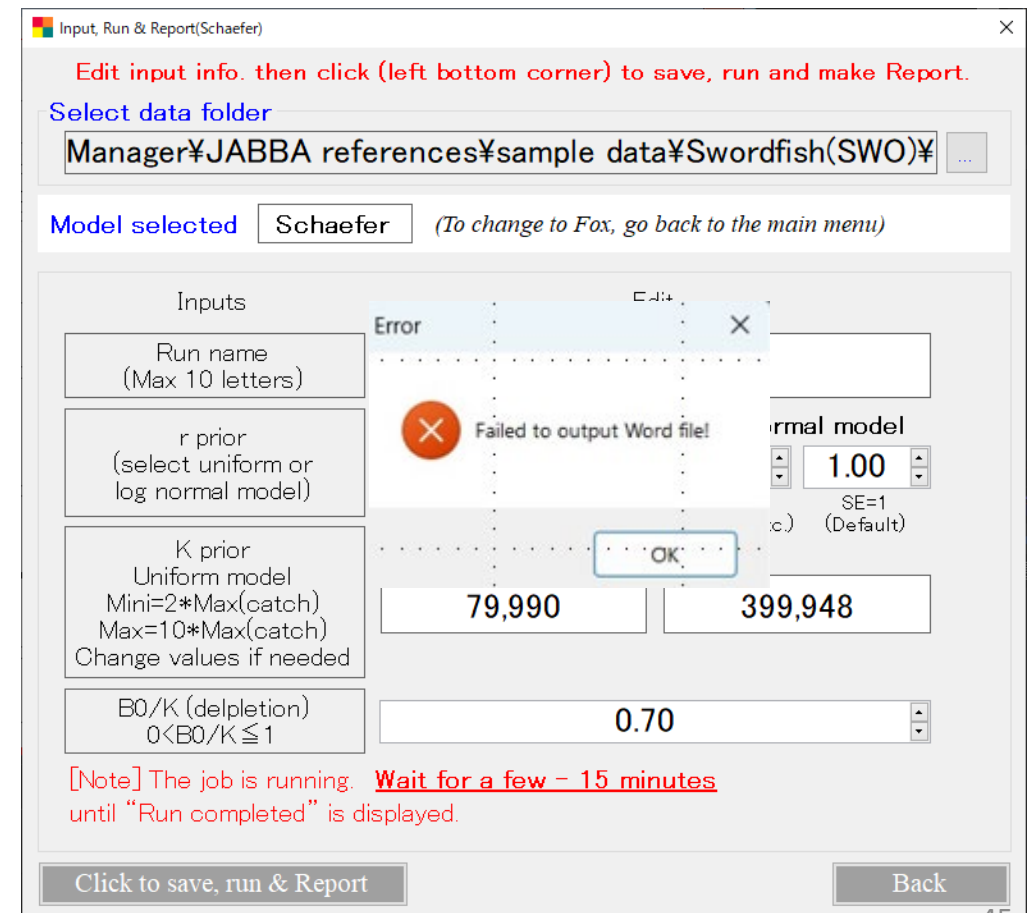 Input, Run & Report(Schaefer)
Edit input info. then click (left bottom corner) to save, run and make Report.
Select data folder
Manager¥JABBA references¥sample data¥Swordfish(SWO)¥ ...
Model selected Schaefer (To change to Fox, go back to the main menu)
Inputs
Error
Run name
(Max 10 letters)
Failed to output Word file!
r prior
(select uniform or
log normal model)
rmal model
1.00
SE=1
(Default)
OK
K prior
Uniform model
Mini=2*Max(catch)
Max=10*Max(catch)
Change values if needed
79,990 399,948
B0/K (delpletion)
0<B0/K≦1
0.70
[Note] The job is running. Wait for a few - 15 minutes
until “Run completed” is displayed.
Click to save, run & Report Back